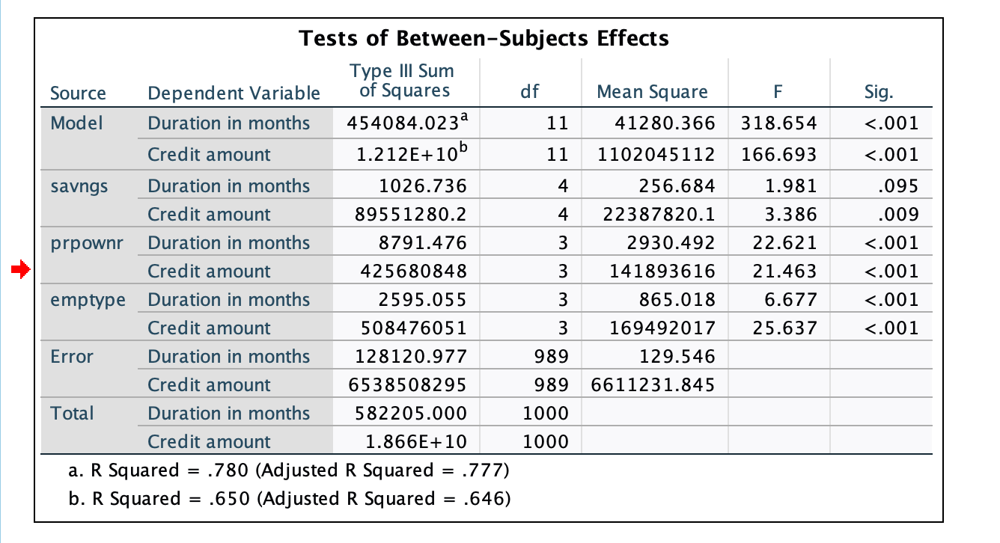 Tests of Between-Subjects Effects
Source Dependent Variable Type III Sum of Squares df Mean Square F Sig.
Model Duration in months 454084.023a 11 41280.366 318.654 <.001
Credit amount 1.212E+10b 11 1102045112 166.693 <.001
savngs Duration in months 1026.736 4 256.684 1.981 .095
Credit amount 89551280.2 4 22387820.1 3.386 .009
prpownr Duration in months 8791.476 3 2930.492 22.621 <.001
Credit amount 425680848 3 141893616 21.463 <.001
emptype Duration in months 2595.055 3 865.018 6.677 <.001
Credit amount 508476051 3 169492017 25.637 <.001
Error Duration in months 128120.977 989 129.546
Credit amount 6538508295 989 6611231.845
Total Duration in months 582205.000 1000
Credit amount 1.866E+10 1000
a. R Squared = .780 (Adjusted R Squared = .777)
b. R Squared = .650 (Adjusted R Squared = .646)